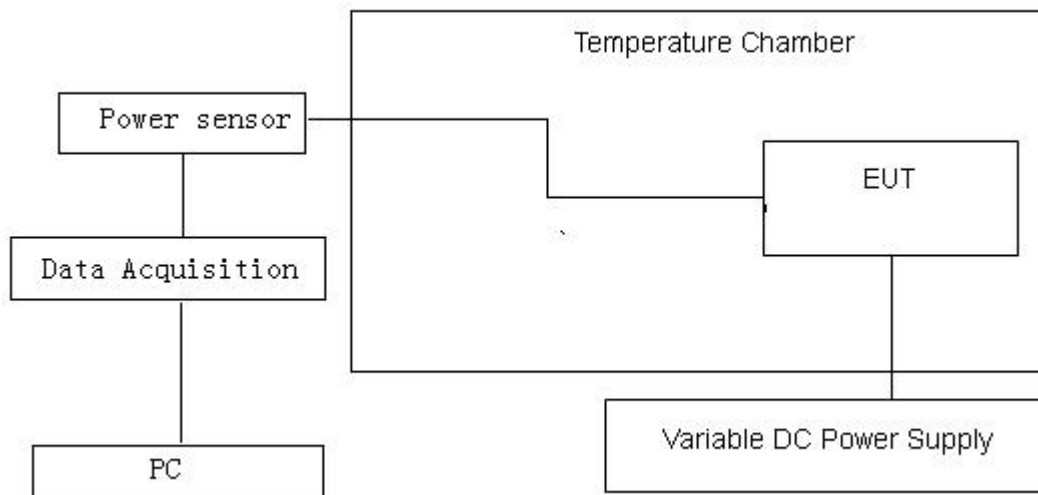 Temperature Chamber
Power sensor
EUT
Data Acquisition
Variable DC Power Supply
PC